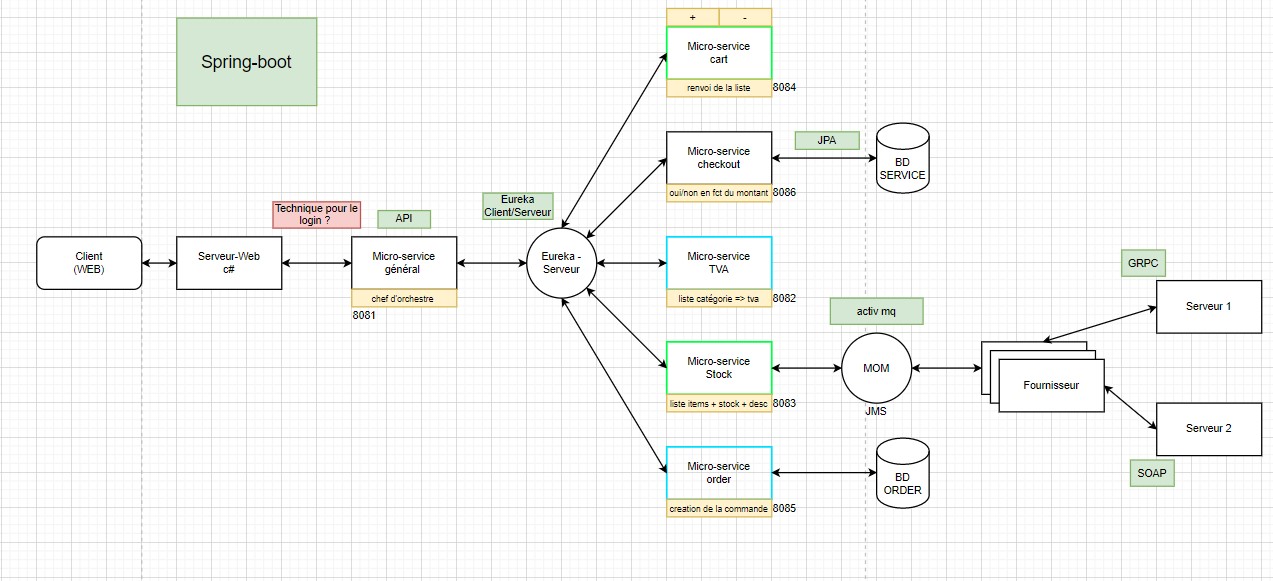 Spring-boot
+
-
Micro-service
cart
renvoi de la liste
8084
JPA
Micro-service
checkout
oui/non en fct du montant
8086
BD
SERVICE
Technique pour le
login ?
API
Eureka
Client/Serveur
Client
(WEB)
Serveur-Web
c#
Micro-service
général
chef d'orchestre
8081
Eureka -
Serveur
Micro-service
TVA
liste catégorie => tva
8082
GRPC
Serveur 1
activ mq
Micro-service
Stock
liste items + stock + desc
8083
MOM
JMS
Fournisseur
Serveur 2
SOAP
Micro-service
order
creation de la commande
8085
BD
ORDER